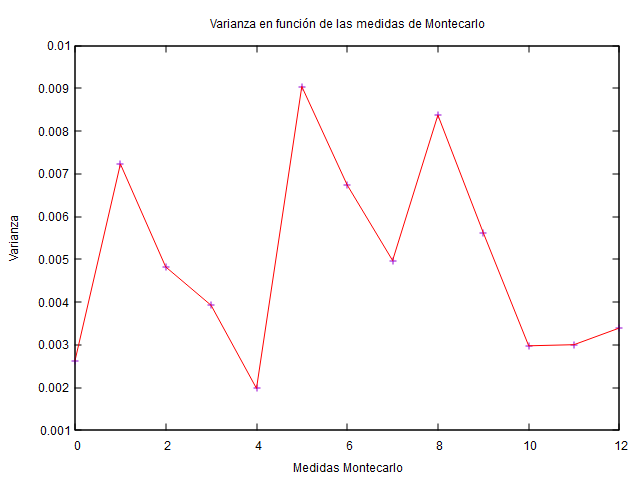 Varianza en función de las medidas de Montecarlo
0.01
0.009
0.008
0.007
0.006
0.005
0.004
0.003
0.002
0.001
Varianza
0 2 4 6 8 10 12
Medidas Montecarlo